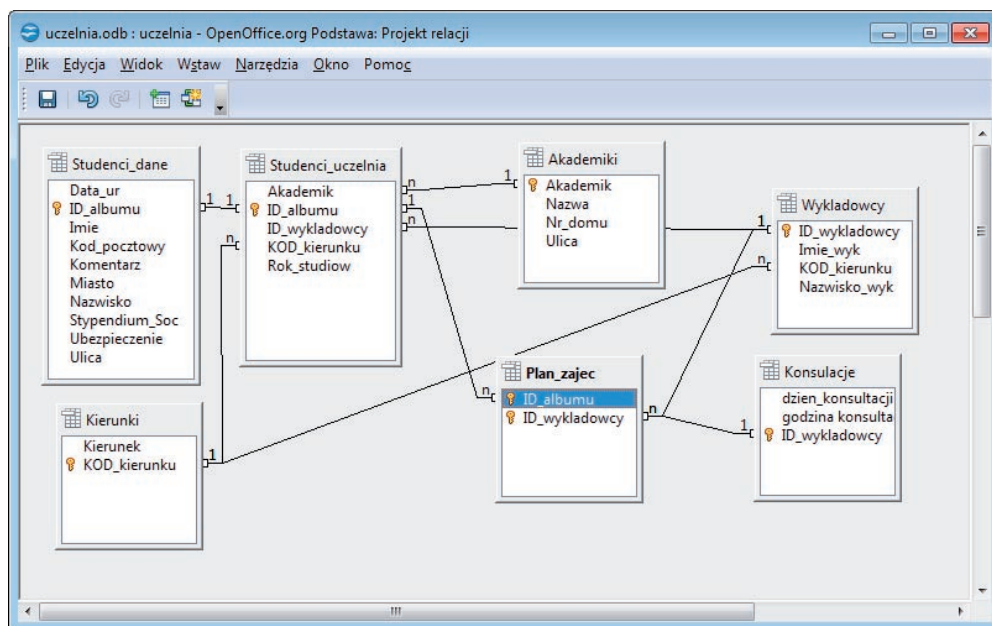 uczelnia.odb : uczelnia - OpenOffice.org Podstawa: Projekt relacji
Plik Edycja Widok Wstaw Narzędzia Okno Pomoc
Studenci_dane
Data_ur
ID_albumu
Imie
Kod_pocztowy
Komentarz
Miasto
Nazwisko
Stypendium_Soc
Ubezpieczenie
Ulica
1 1
n
Studenci_uczelnia
Akademik
ID_albumu
ID_wykladowcy
KOD_kierunku
Rok_studiow
n
1
n
1
Akademiki
Akademik
Nazwa
Nr_domu
Ulica
1
n
Wykladowcy
ID_wykladowcy
Imie_wyk
KOD_kierunku
Nazwisko_wyk
Kierunki
Kierunek
KOD_kierunku
1
n
Plan_zajec
ID_albumu
ID_wykladowcy
n
1
Konsulacje
dzien_konsultacji
godzina konsulta
ID_wykladowcy